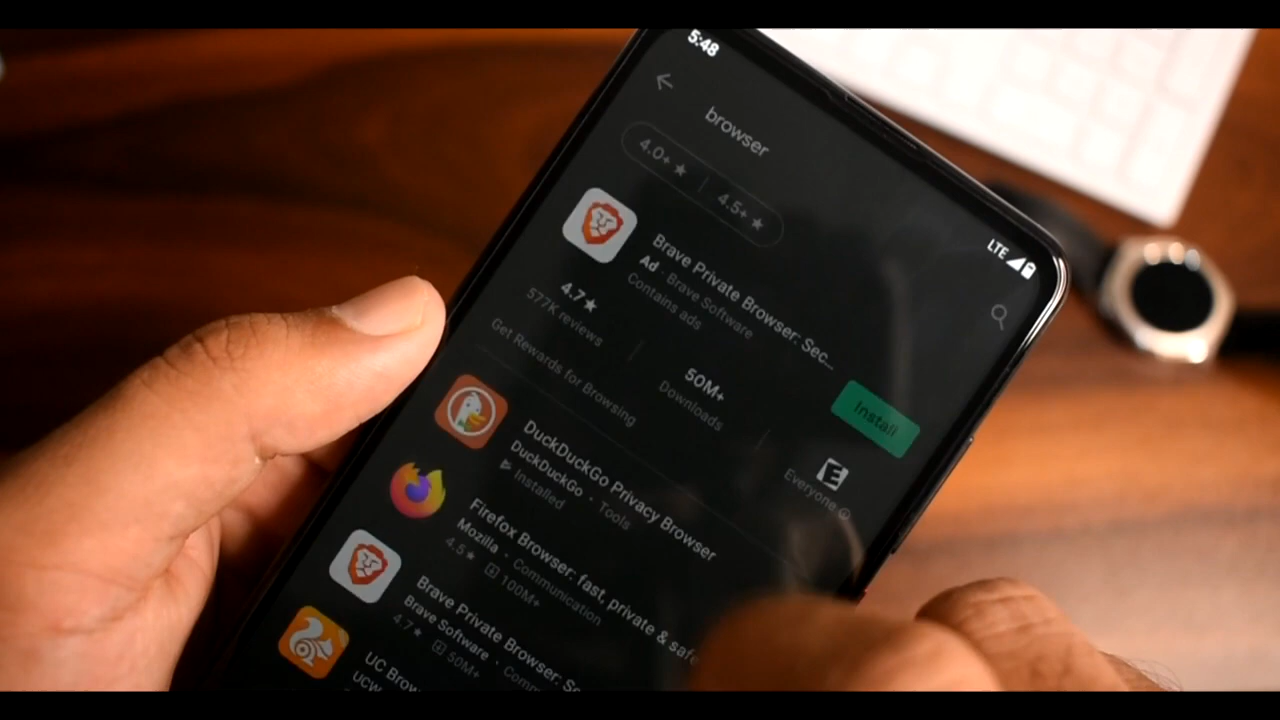 5:48
LTE
browser
4.0+ ★ | 4.5+ ★
Brave Private Browser: Sec...
Ad · Brave Software
Contains ads
Install
4.7★
577K reviews
50M+
Downloads
E
Everyone
Get Rewards for Browsing
DuckDuckGo Privacy Browser
DuckDuckGo · Tools
Installed
Firefox Browser: fast, private & safe
Mozilla · Communication
4.5★ 100M+
Brave Private Browser: Se
Brave Software · Comm
4.7★ 50M+
UC Brow
UCW